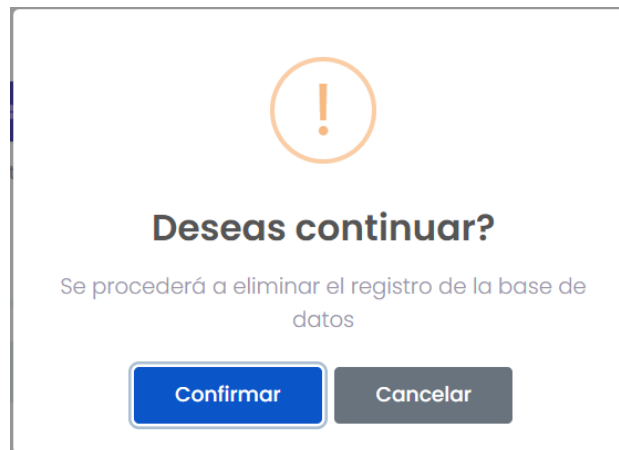 !
Deseas continuar?
Se procederá a eliminar el registro de la base de
datos
Confirmar
Cancelar